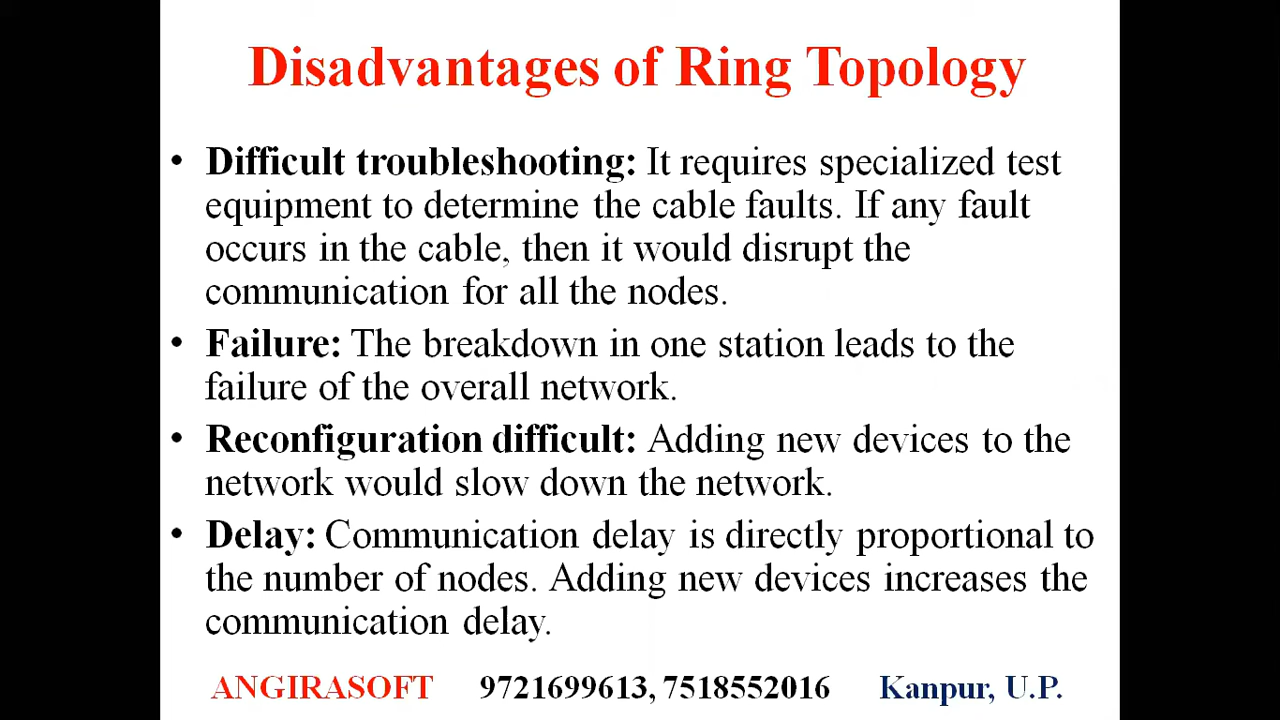 Disadvantages of Ring Topology
• Difficult troubleshooting: It requires specialized test
equipment to determine the cable faults. If any fault
occurs in the cable, then it would disrupt the
communication for all the nodes.
• Failure: The breakdown in one station leads to the
failure of the overall network.
• Reconfiguration difficult: Adding new devices to the
network would slow down the network.
• Delay: Communication delay is directly proportional to
the number of nodes. Adding new devices increases the
communication delay.
ANGIRASOFT 9721699613, 7518552016 Kanpur, U.P.